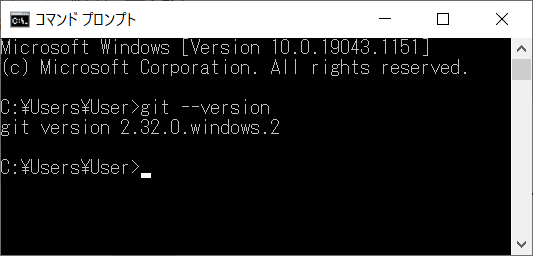 コマンド プロンプト
Microsoft Windows [Version 10.0.19043.1151]
(c) Microsoft Corporation. All rights reserved.
C:¥Users¥User>git --version
git version 2.32.0.windows.2
C:¥Users¥User>